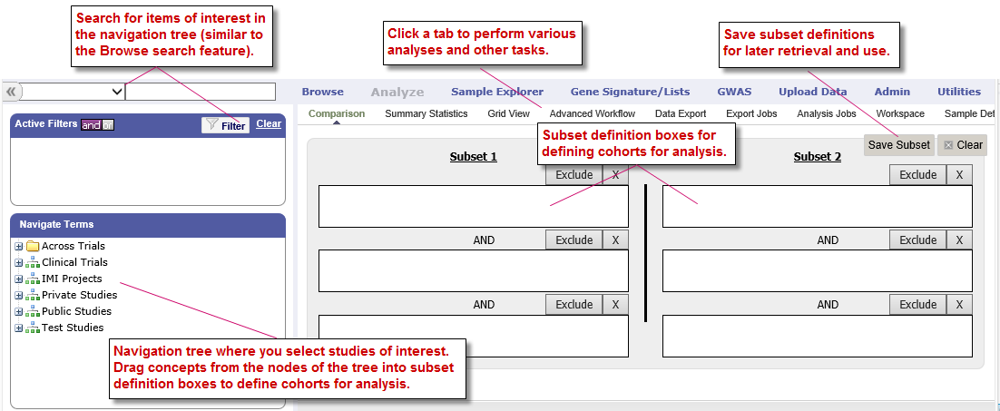 Search for items of interest in
the navigation tree (similar to
the Browse search feature).
Click a tab to perform various
analyses and other tasks.
Save subset definitions
for later retrieval and use.
Browse Analyze Sample Explorer Gene Signature/Lists GWAS Upload Data Admin Utilities
Active Filters and or Filter Clear
Comparison Summary Statistics Grid View Advanced Workflow Data Export Export Jobs Analysis Jobs Workspace Sample Det
Subset definition boxes for
defining cohorts for analysis.
Save Subset Clear
Subset 1
Exclude X
AND Exclude X
AND Exclude X
Subset 2
Exclude X
AND Exclude X
AND Exclude X
Navigate Terms
Across Trials
Clinical Trials
IMI Projects
Private Studies
Public Studies
Test Studies
Navigation tree where you select studies of interest.
Drag concepts from the nodes of the tree into subset
definition boxes to define cohorts for analysis.